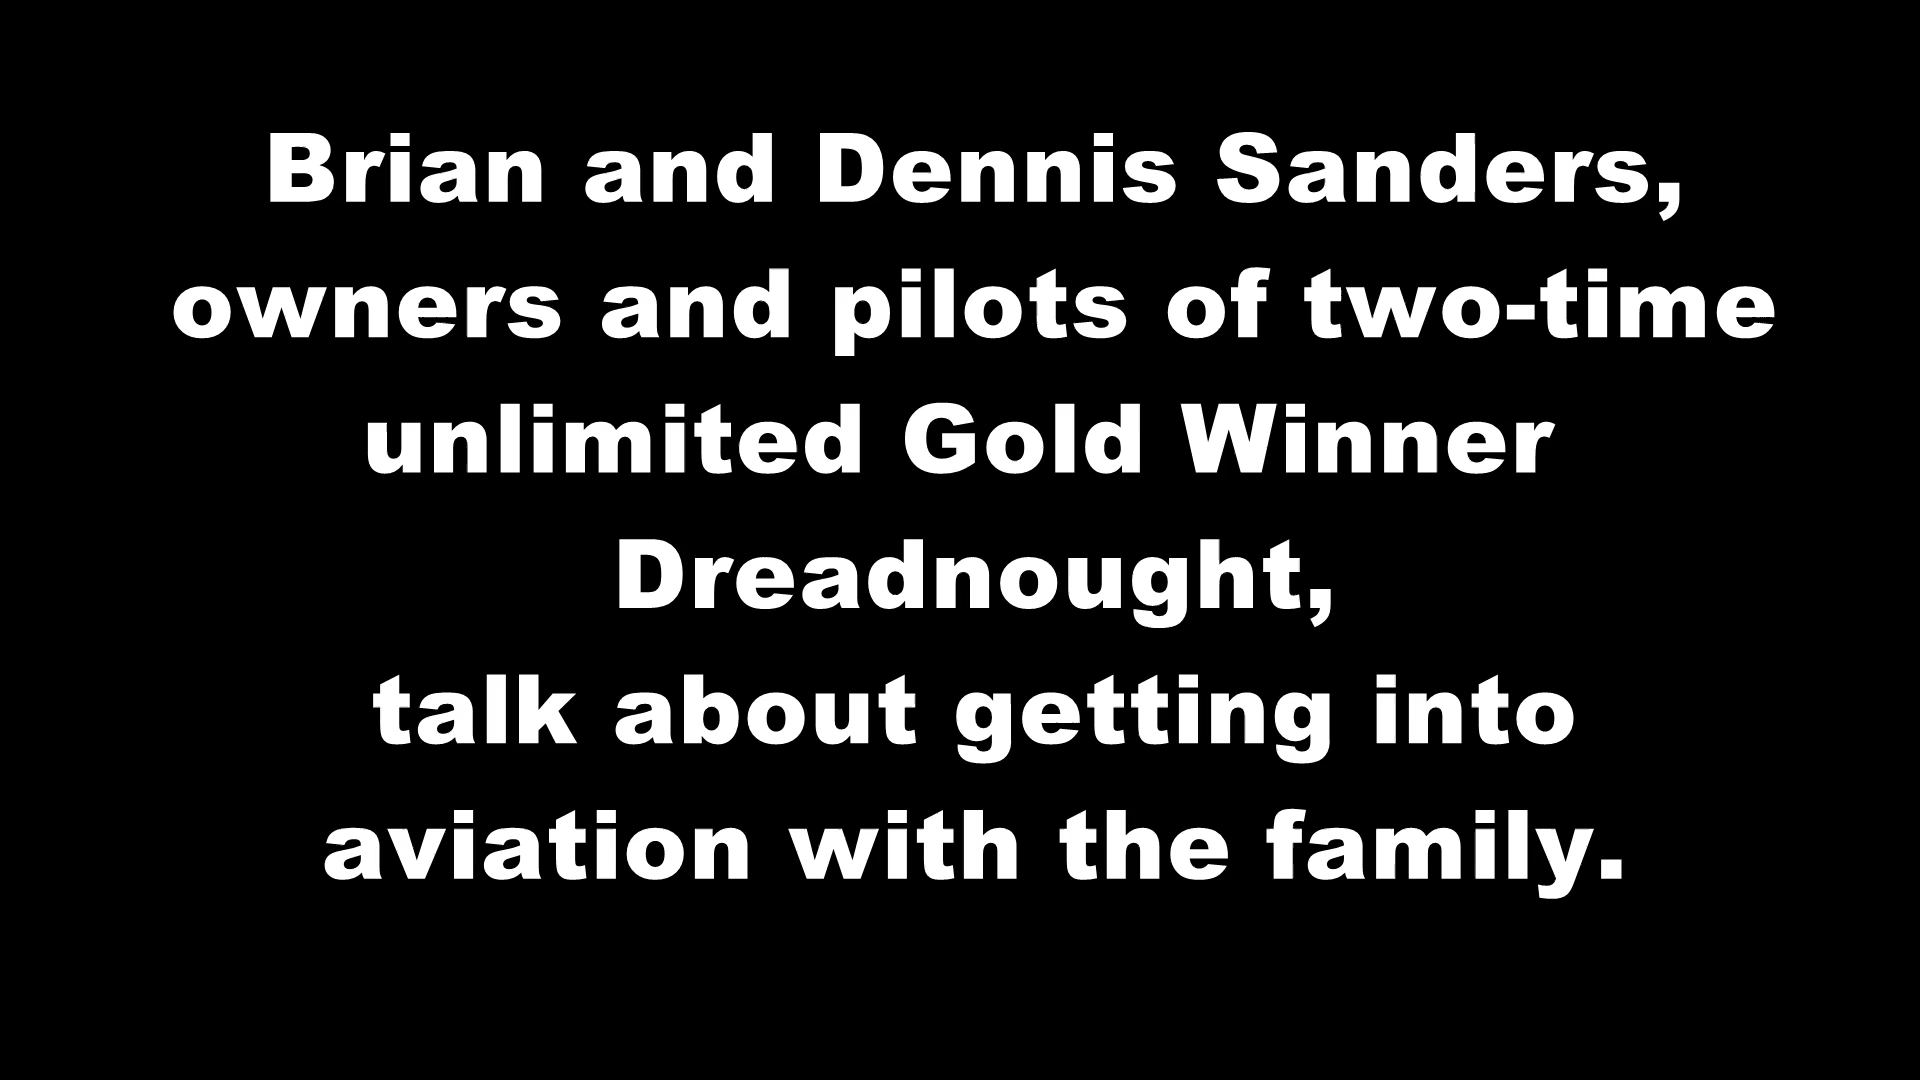 Brian and Dennis Sanders,
owners and pilots of two-time
unlimited Gold Winner
Dreadnought,
talk about getting into
aviation with the family.